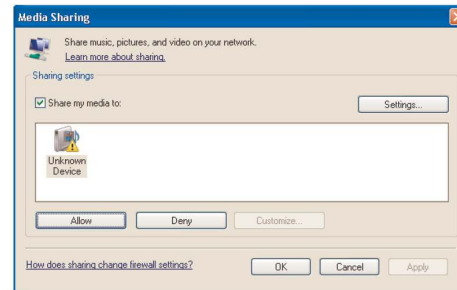 Media Sharing
Share music, pictures, and video on your network.
Learn more about sharing.
Sharing settings
Share my media to:
Settings...
Unknown
Device
Allow
Deny
Customize...
How does sharing change firewall settings?
OK
Cancel
Apply